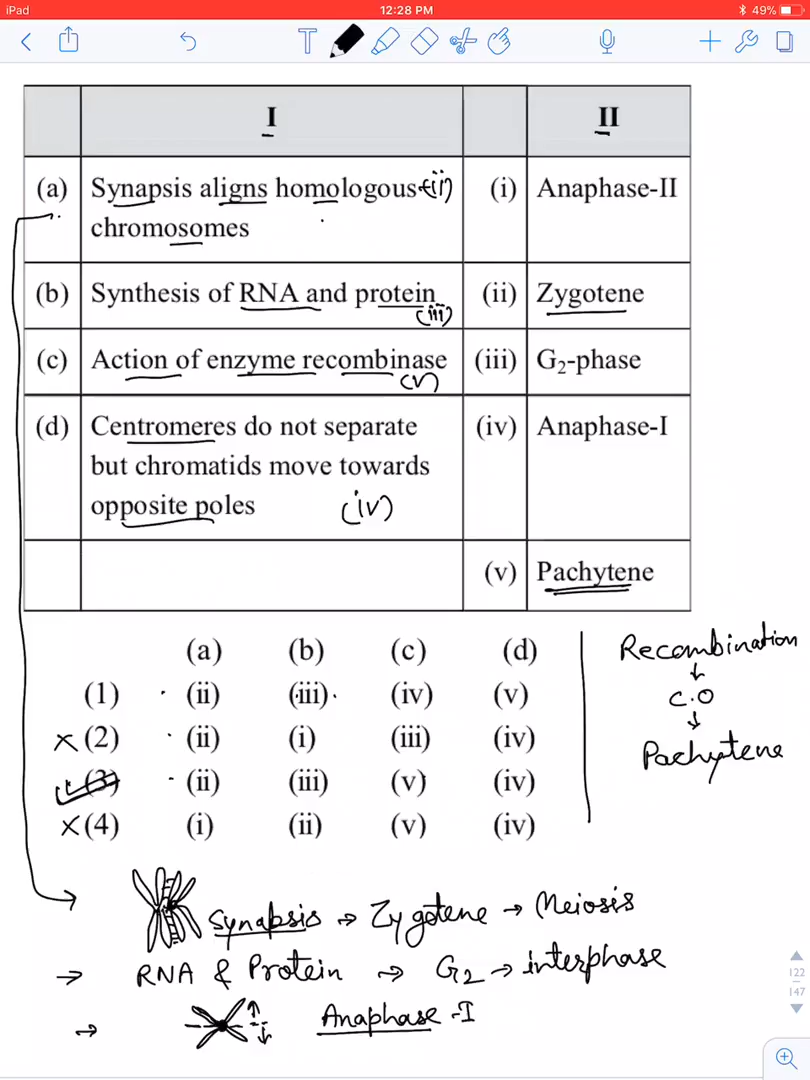 iPad 12:28 PM 49%
T
I II
(a) Synapsis aligns homologous (ii) (i) Anaphase-II
chromosomes
(b) Synthesis of RNA and protein (ii) Zygotene
(iii)
(c) Action of enzyme recombinase (iii) G₂-phase
(v)
(d) Centromeres do not separate (iv) Anaphase-I
but chromatids move towards
opposite poles (iv)
(v) Pachytene
(a) (b) (c) (d)
(1) (ii) (iii) (iv) (v)
x (2) (ii) (i) (iii) (iv)
(3) (ii) (iii) (v) (iv)
x (4) (i) (ii) (v) (iv)
Recombination
↓
C.O
↓
Pachytene
→ Synapsis → Zygotene → Meiosis
→ RNA & Protein → G2 → interphase
→ Anaphase-I
122
147